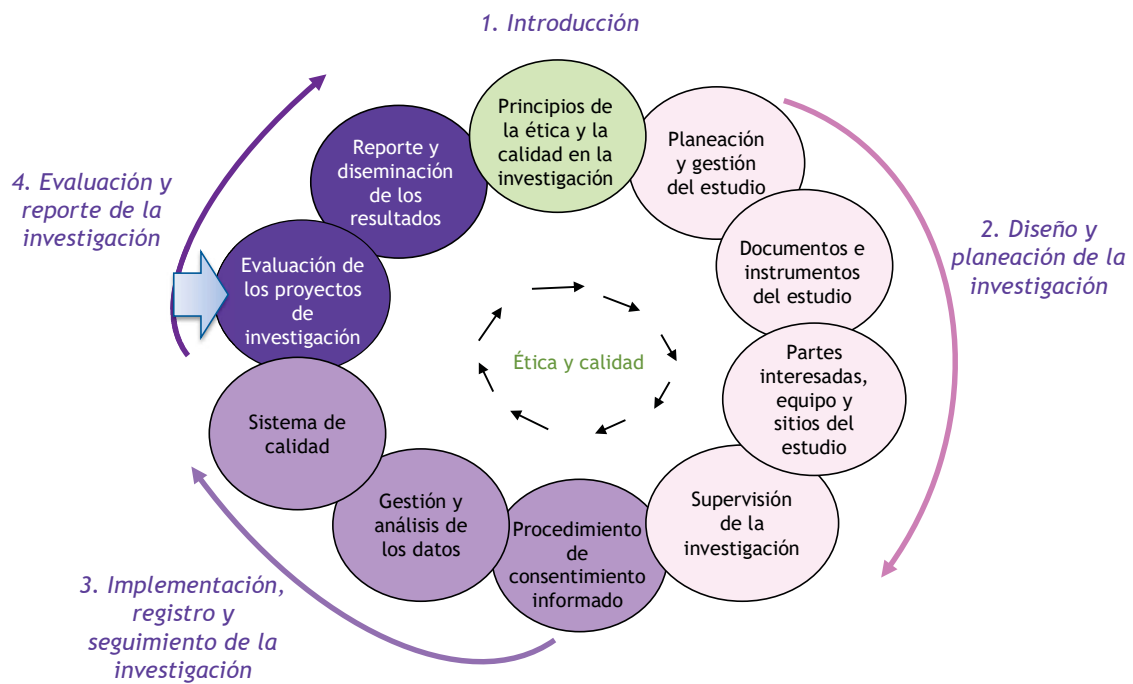 1. Introducción
Principios de
la ética y la
calidad en la
investigación
Planeación
y gestión
del estudio
2. Diseño y
planeación de la
investigación
Documentos e
instrumentos
del estudio
Partes
interesadas,
equipo y
sitios del
estudio
Supervisión
de la
investigación
Procedimiento
de
consentimiento
informado
3. Implementación,
registro y
seguimiento de la
investigación
Gestión y
análisis de
los datos
Sistema de
calidad
4. Evaluación y
reporte de la
investigación
Evaluación de
los proyectos
de
investigación
Reporte y
diseminación
de los
resultados
Ética y calidad